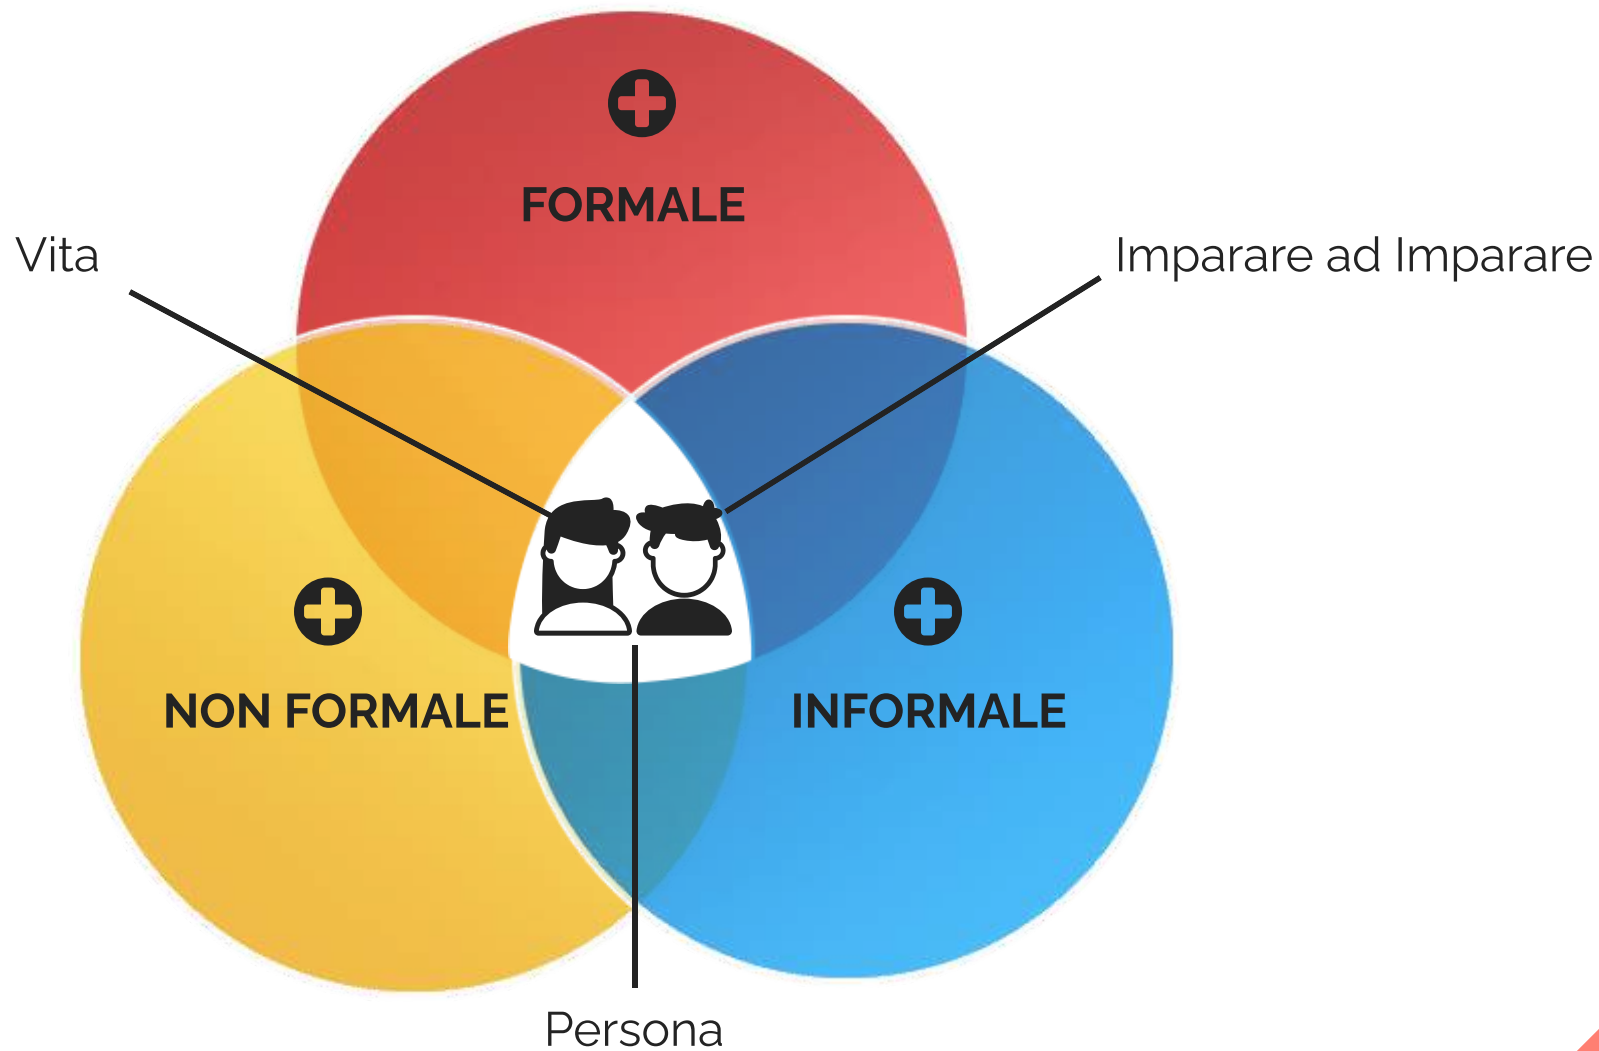 FORMALE
Vita
Imparare ad Imparare
NON FORMALE
INFORMALE
Persona